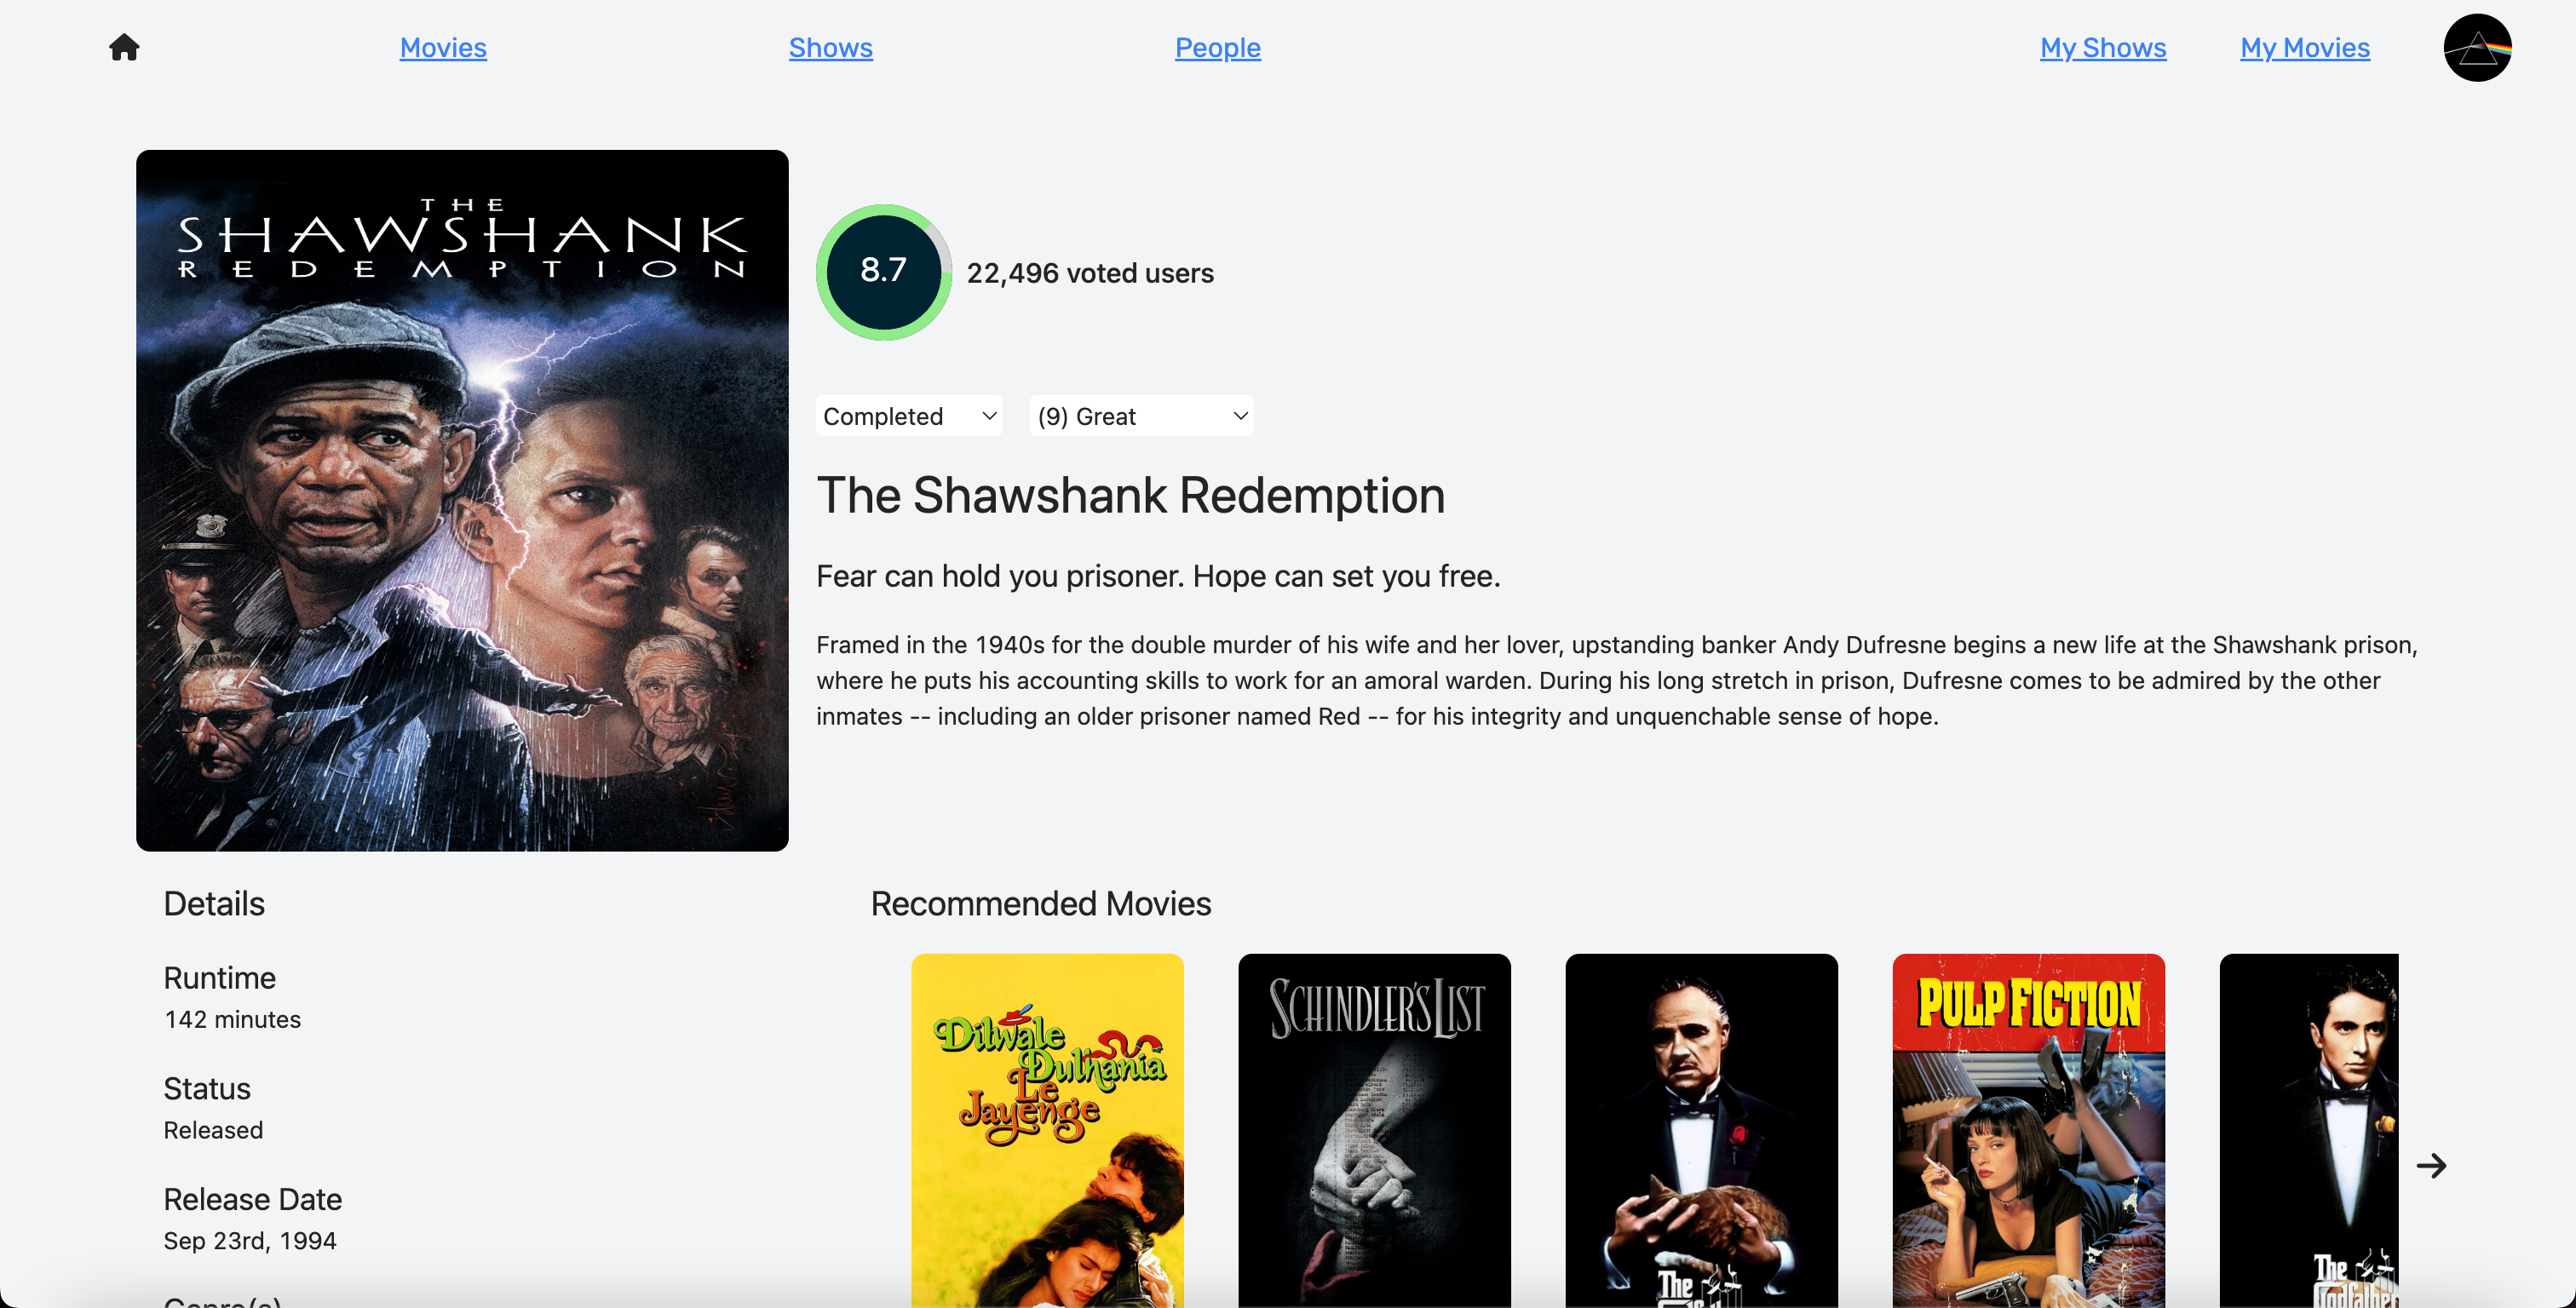 Movies
Shows
People
My Shows
My Movies
THE
SHAWSHANK
REDEMPTION
8.7
22,496 voted users
Completed
(9) Great
The Shawshank Redemption
Fear can hold you prisoner. Hope can set you free.
Framed in the 1940s for the double murder of his wife and her lover, upstanding banker Andy Dufresne begins a new life at the Shawshank prison,
where he puts his accounting skills to work for an amoral warden. During his long stretch in prison, Dufresne comes to be admired by the other
inmates -- including an older prisoner named Red -- for his integrity and unquenchable sense of hope.
Details
Runtime
142 minutes
Status
Released
Release Date
Sep 23rd, 1994
Genre(s)
Recommended Movies
Dilwale
Dulhania
Le
Jayenge
SCHINDLER'S LIST
The
PULP FICTION
The
Godfather